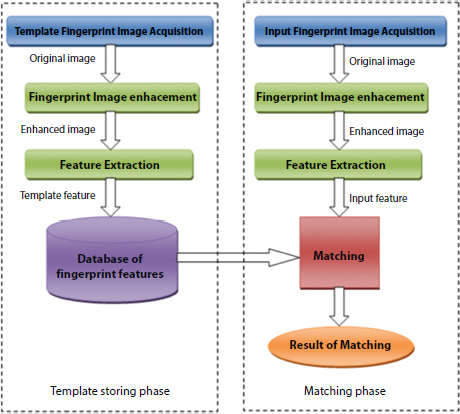 Template Fingerprint Image Acquisition
Original image
Fingerprint Image enhacement
Enhanced image
Feature Extraction
Template feature
Database of
fingerprint features
Template storing phase
Input Fingerprint Image Acquisition
Original image
Fingerprint Image enhacement
Enhanced image
Feature Extraction
Input feature
Matching
Result of Matching
Matching phase